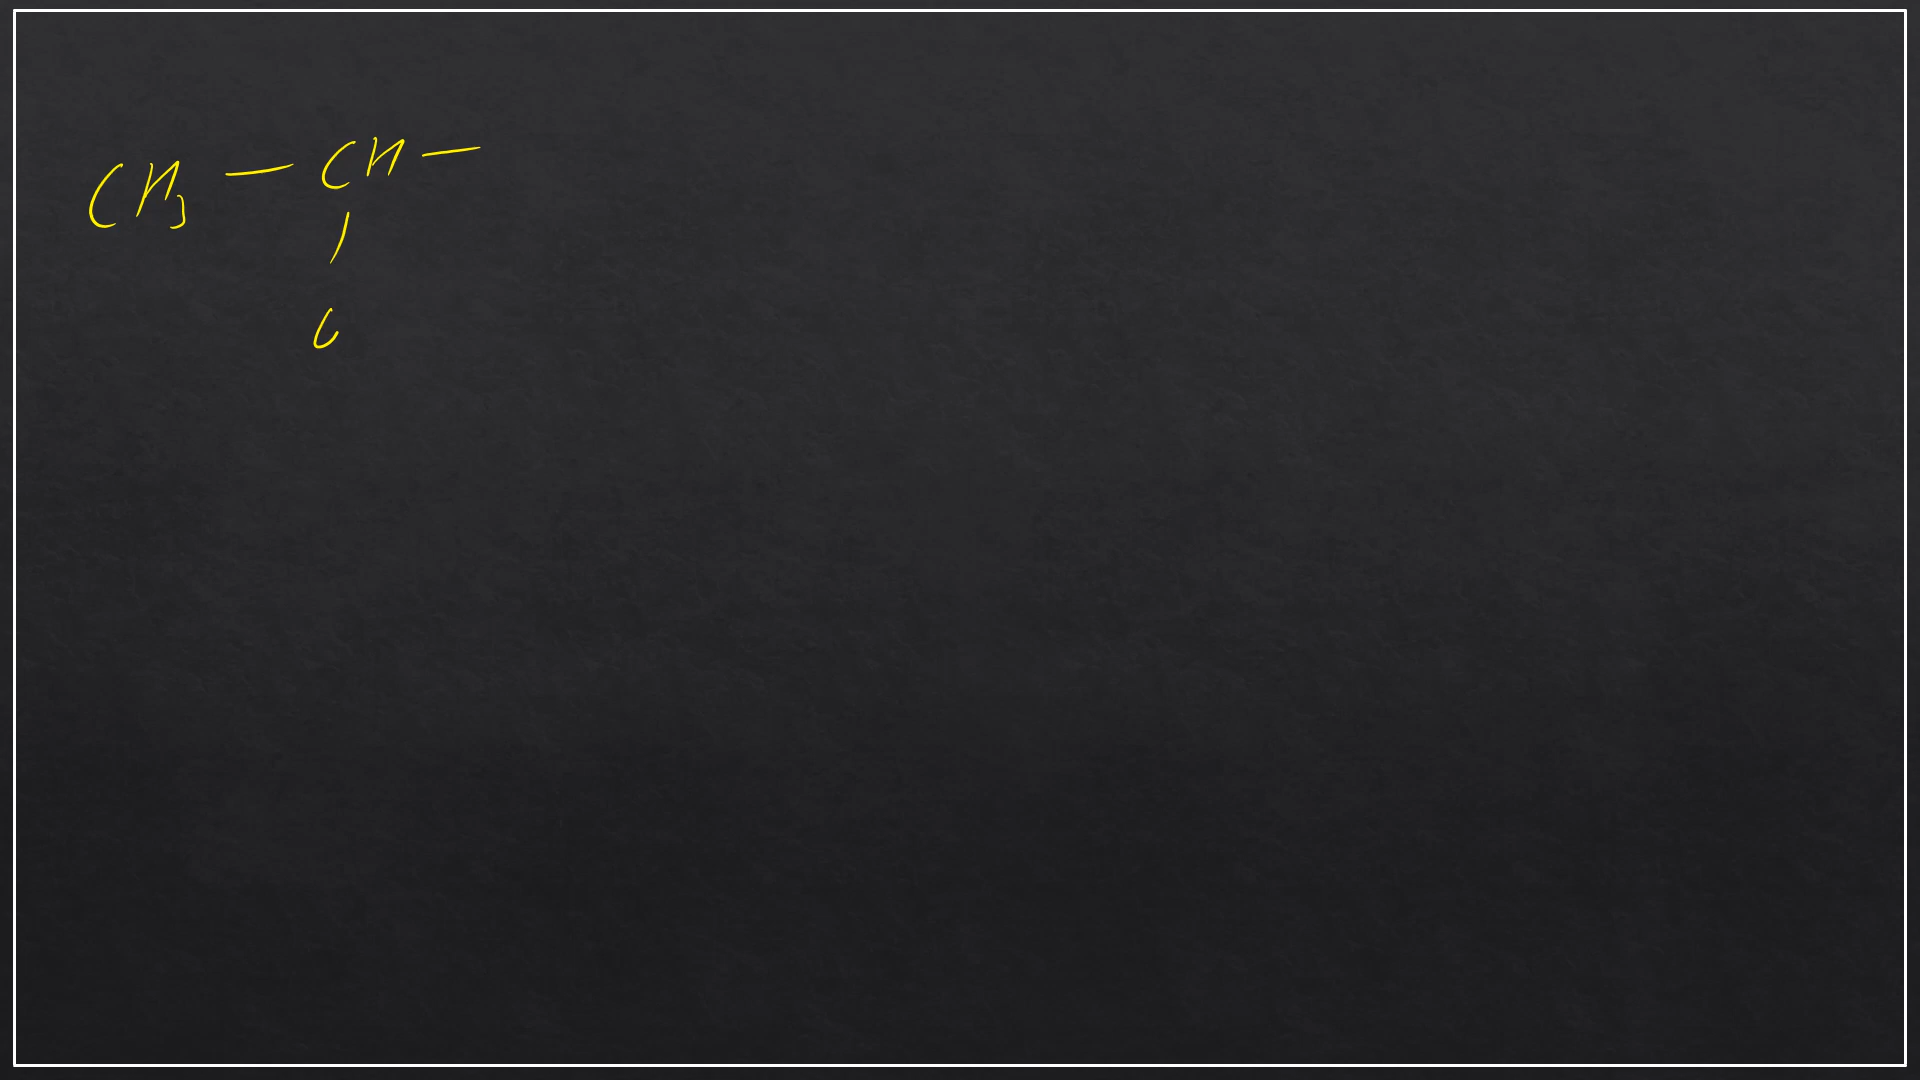 CH₃ — CH —
|
C